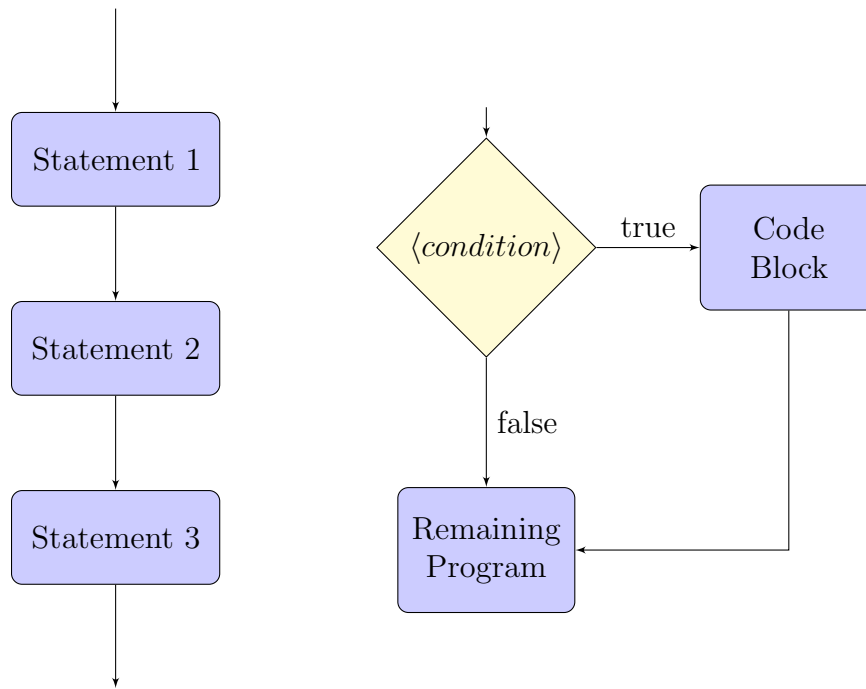 Statement 1
Statement 2
Statement 3
⟨condition⟩
true
Code
Block
false
Remaining
Program